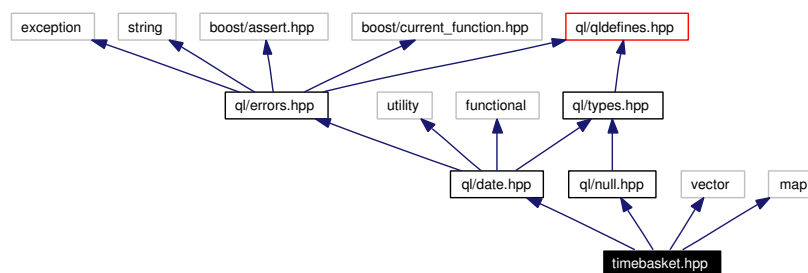 exception string boost/assert.hpp boost/current_function.hpp ql/qldefines.hpp
ql/errors.hpp utility functional ql/types.hpp
ql/date.hpp ql/null.hpp vector map
timebasket.hpp